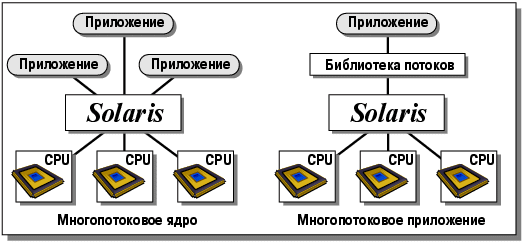 Приложение
Приложение Приложение
Solaris
CPU CPU CPU
Многопотоковое ядро
Приложение
Библиотека потоков
Solaris
CPU CPU CPU
Многопотоковое приложение